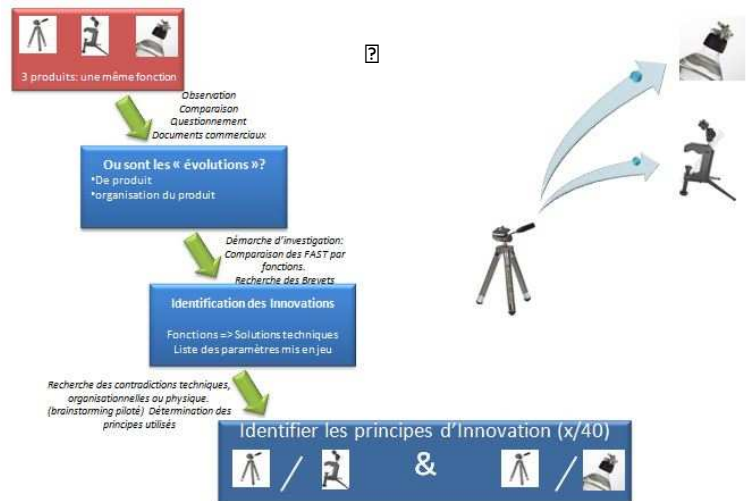 3 produits: une même fonction
Observation
Comparaison
Questionnement
Documents commerciaux
Ou sont les « évolutions »?
•De produit
•organisation du produit
Démarche d'investigation:
Comparaison des FAST par
fonctions.
Recherche des Brevets
Identification des Innovations
Fonctions => Solutions techniques
Liste des paramètres mis en jeu
Recherche des contradictions techniques,
organisationnelles ou physique.
(brainstorming piloté) Détermination des
principes utilisés
Identifier les principes d'Innovation (x/40)
/ & /
?